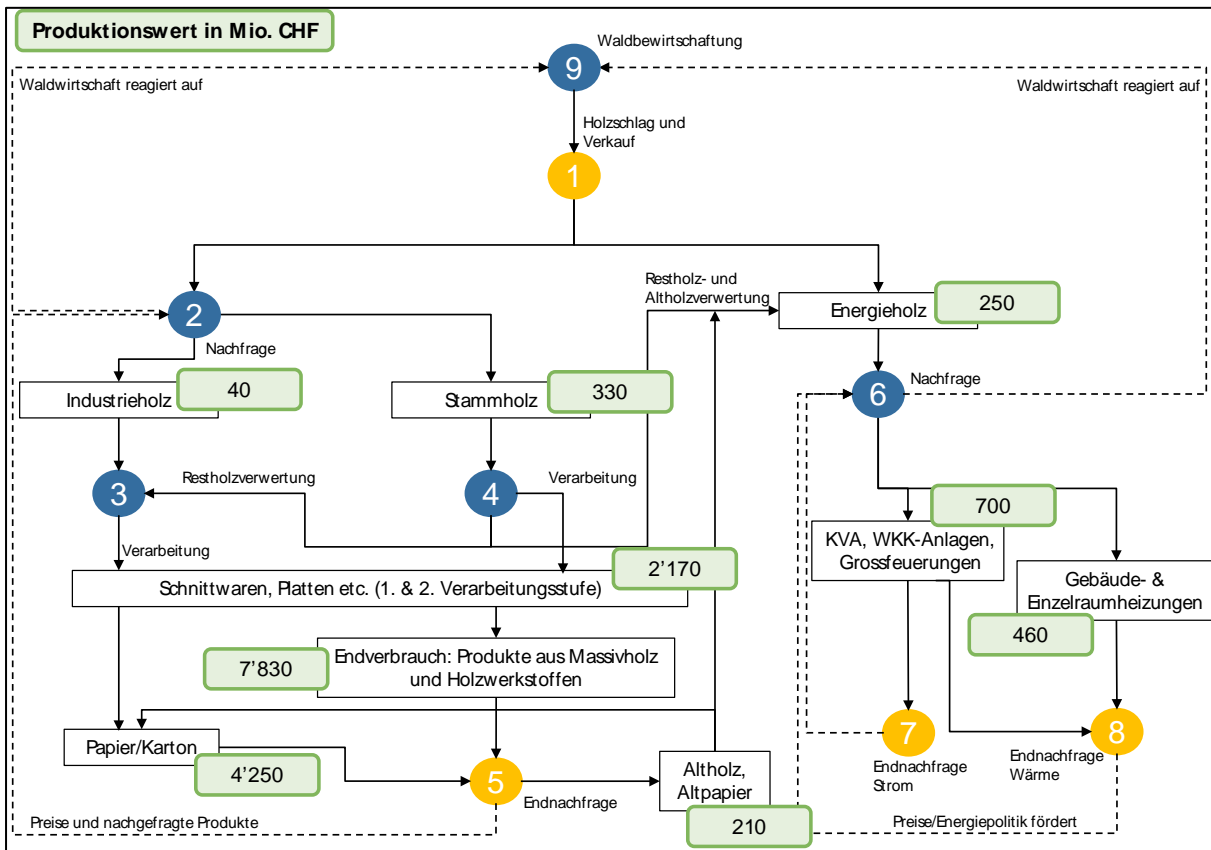 Produktionswert in Mio. CHF
Waldbewirtschaftung
9
Waldwirtschaft reagiert auf
Waldwirtschaft reagiert auf
Holzschlag und
Verkauf
1
Restholz- und
Altholzverwertung
2
Energieholz
250
Nachfrage
Industrieholz
40
Stammholz
330
6
Nachfrage
3
Restholzverwertung
4
Verarbeitung
Verarbeitung
700
KVA, WKK-Anlagen,
Grossfeuerungen
2'170
Schnittwaren, Platten etc. (1. & 2. Verarbeitungsstufe)
Gebäude- &
Einzelraumheizungen
460
7'830
Endverbrauch: Produkte aus Massivholz
und Holzwerkstoffen
Papier/Karton
4'250
5
Endnachfrage
Altholz,
Altpapier
210
7
Endnachfrage
Strom
8
Endnachfrage
Wärme
Preise und nachgefragte Produkte
Preise/Energiepolitik fördert